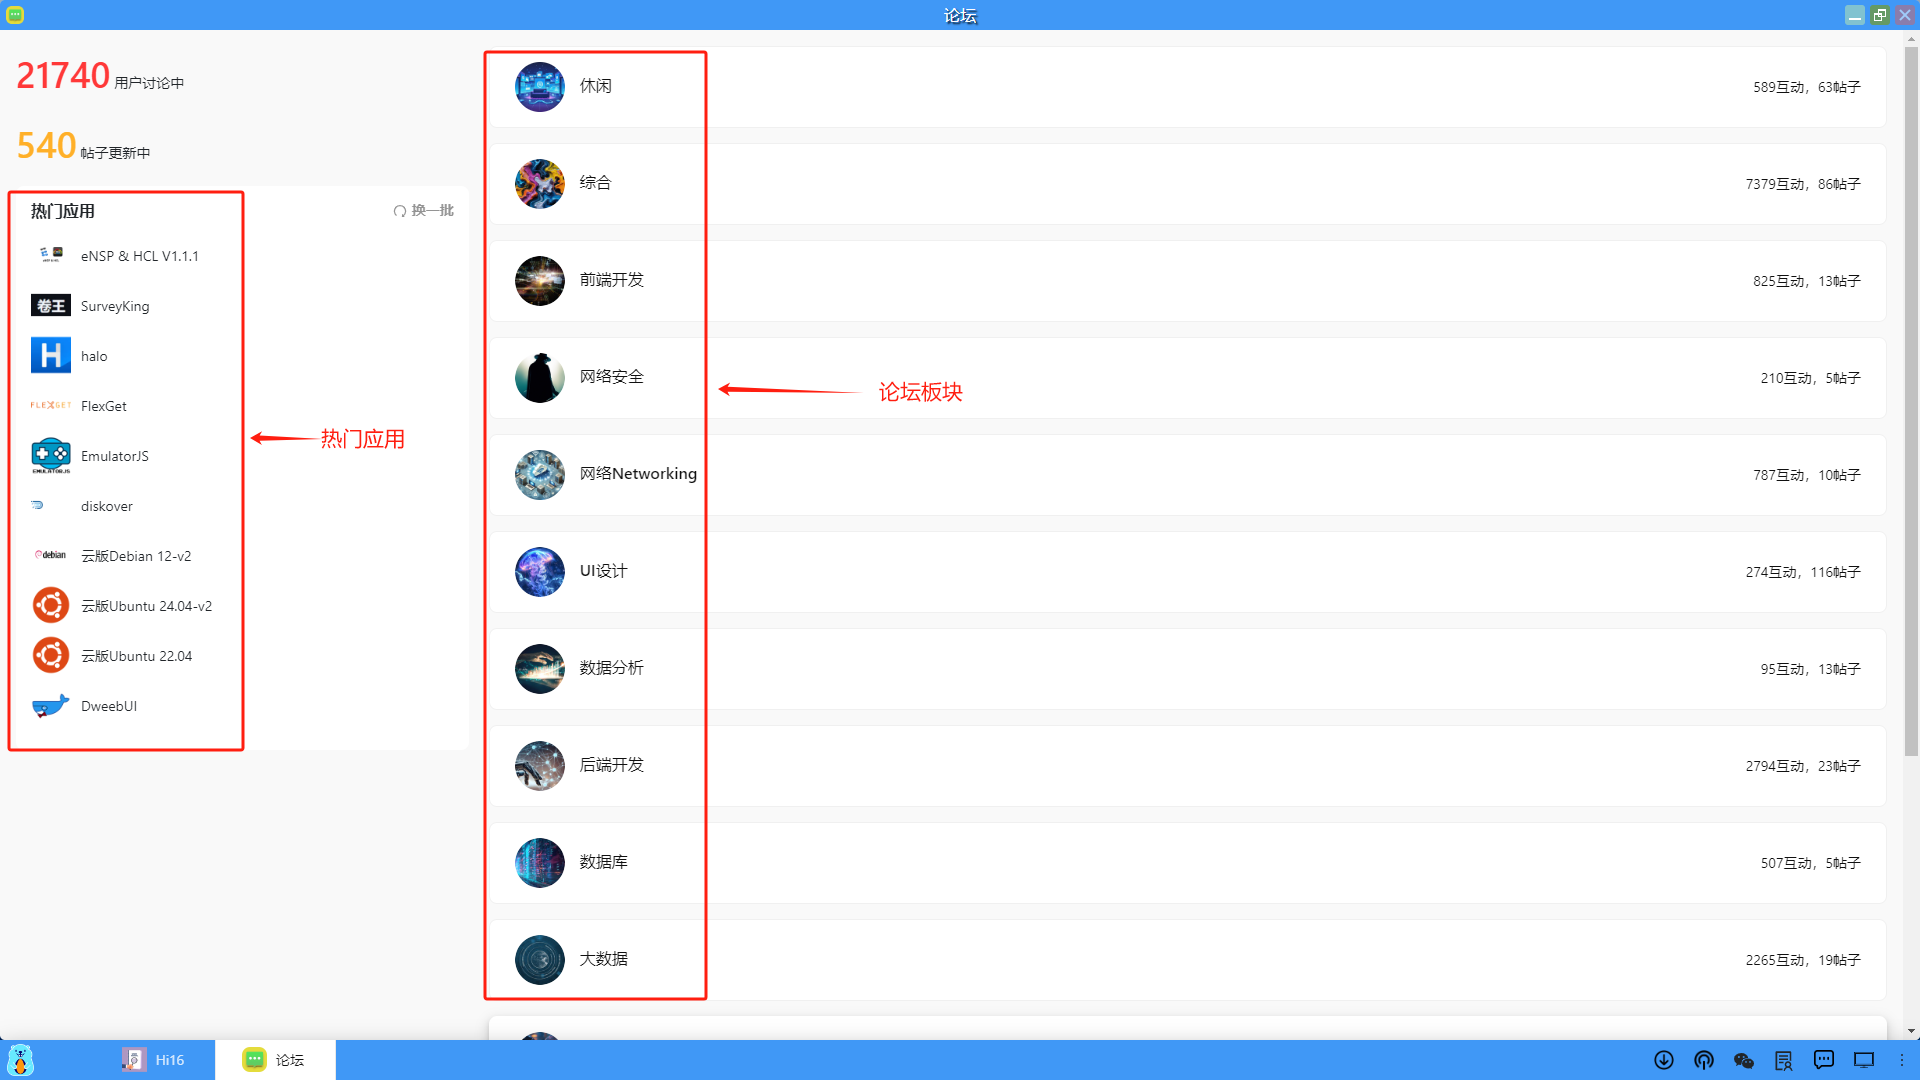 论坛
21740 用户讨论中
540 帖子更新中
热门应用
换一批
eNSP & HCL V1.1.1
卷王
SurveyKing
H
halo
FLEXGET
FlexGet
EMULATORJS
EmulatorJS
diskover
debian
云版Debian 12-v2
云版Ubuntu 24.04-v2
云版Ubuntu 22.04
DweebUI
热门应用
休闲
589互动，63帖子
综合
7379互动，86帖子
前端开发
825互动，13帖子
网络安全
210互动，5帖子
论坛板块
网络Networking
787互动，10帖子
UI设计
274互动，116帖子
数据分析
95互动，13帖子
后端开发
2794互动，23帖子
数据库
507互动，5帖子
大数据
2265互动，19帖子
Hi16
论坛